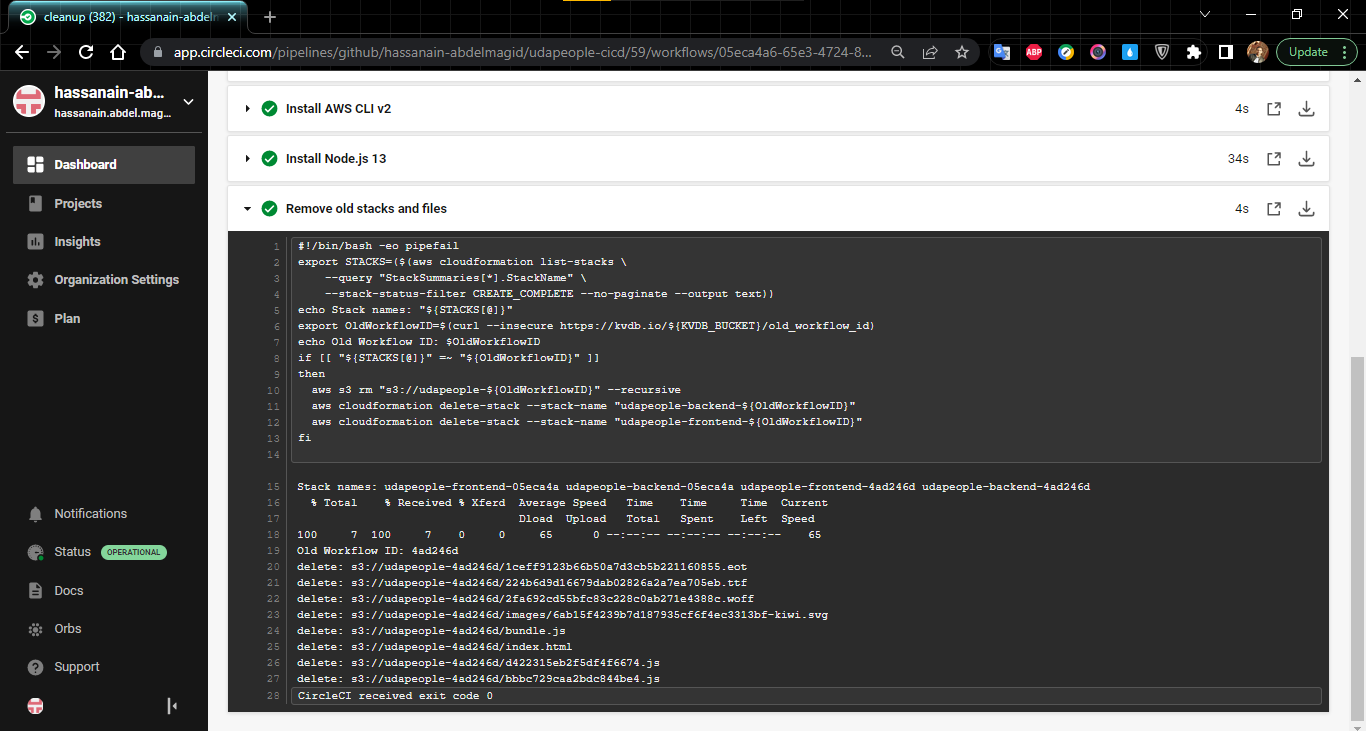 cleanup (382) - hassanain-abdeln
app.circleci.com/pipelines/github/hassanain-abdelmagid/udapeople-cicd/59/workflows/05eca4a6-65e3-4724-8...
ABP
Update
hassanain-ab...
hassanain.abdel.mag...
Dashboard
Projects
Insights
Organization Settings
Plan
Notifications
Status OPERATIONAL
Docs
Orbs
Support
Install AWS CLI v2 4s
Install Node.js 13 34s
Remove old stacks and files 4s
1 #!/bin/bash -eo pipefail
2 export STACKS=($(aws cloudformation list-stacks \
3 --query "StackSummaries[*].StackName" \
4 --stack-status-filter CREATE_COMPLETE --no-paginate --output text))
5 echo Stack names: "${STACKS[@]}"
6 export OldWorkflowID=$(curl --insecure https://kvdb.io/${KVDB_BUCKET}/old_workflow_id)
7 echo Old Workflow ID: $OldWorkflowID
8 if [[ "${STACKS[@]}" =~ "${OldWorkflowID}" ]]
9 then
10 aws s3 rm "s3://udapeople-${OldWorkflowID}" --recursive
11 aws cloudformation delete-stack --stack-name "udapeople-backend-${OldWorkflowID}"
12 aws cloudformation delete-stack --stack-name "udapeople-frontend-${OldWorkflowID}"
13 fi
14
15 Stack names: udapeople-frontend-05eca4a udapeople-backend-05eca4a udapeople-frontend-4ad246d udapeople-backend-4ad246d
16 % Total % Received % Xferd Average Speed Time Time Time Current
17 Dload Upload Total Spent Left Speed
18 100 7 100 7 0 0 65 0 --:--:-- --:--:-- --:--:-- 65
19 Old Workflow ID: 4ad246d
20 delete: s3://udapeople-4ad246d/1ceff9123b66b50a7d3cb5b221160855.eot
21 delete: s3://udapeople-4ad246d/224b6d9d16679dab02826a2a7ea705eb.ttf
22 delete: s3://udapeople-4ad246d/2fa692cd55bfc83c228c0ab271e4388c.woff
23 delete: s3://udapeople-4ad246d/images/6ab15f4239b7d187935cf6f4ec3313bf-kiwi.svg
24 delete: s3://udapeople-4ad246d/bundle.js
25 delete: s3://udapeople-4ad246d/index.html
26 delete: s3://udapeople-4ad246d/d422315eb2f5df4f6674.js
27 delete: s3://udapeople-4ad246d/bbbc729caa2bdc844be4.js
28 CircleCI received exit code 0